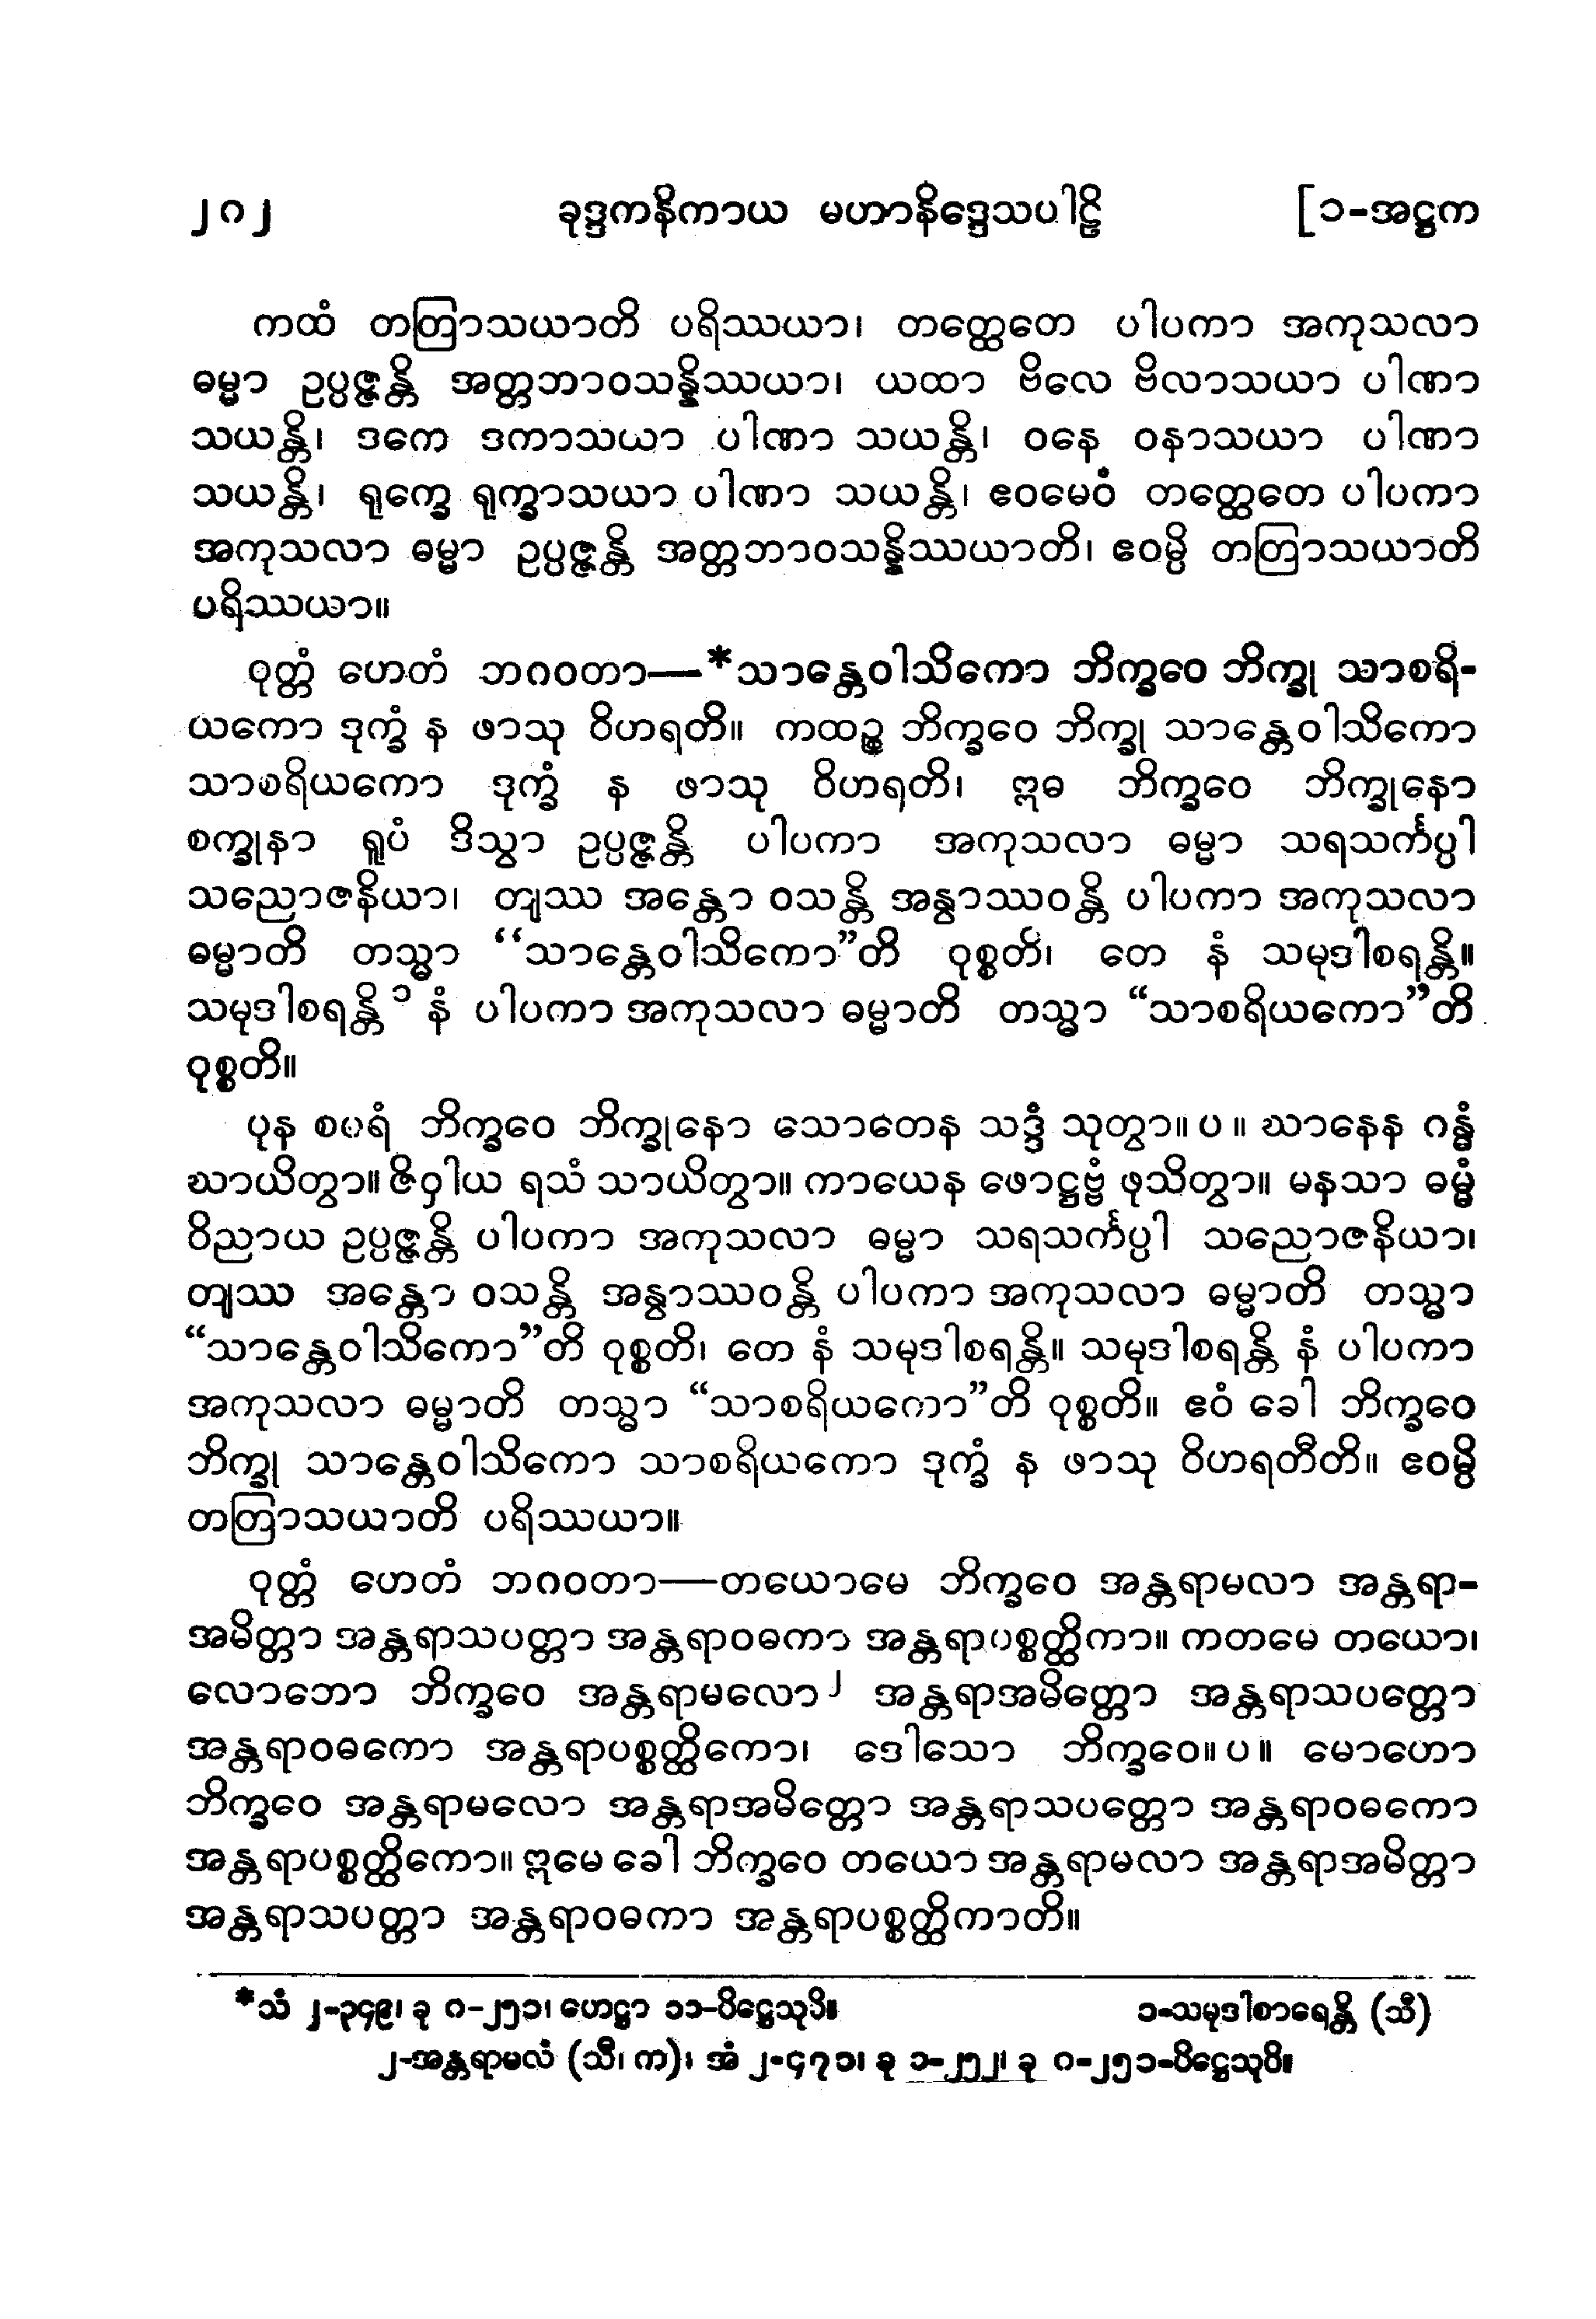 ၂၈၂ ခုဒ္ဒကနိကာယ မဟာနိဒ္ဒေသပါဠိ [၁-အဋ္ဌက
ကထံ တတြာသယာတိ ပရိဿယာ၊ တတ္ထေတေ ပါပကာ အကုသလာ
ဓမ္မာ ဥပ္ပဇ္ဇန္တိ အတ္တဘာဝသန္နိဿယာ၊ ယထာ ဗိလေ ဗိလာသယာ ပါဏာ
သယန္တိ၊ ဒကေ ဒကာသယာ ပါဏာ သယန္တိ၊ ဝနေ ဝနာသယာ ပါဏာ
သယန္တိ၊ ရုက္ခေ ရုက္ခာသယာ ပါဏာ သယန္တိ၊ ဧဝမေဝံ တတ္ထေတေ ပါပကာ
အကုသလာ ဓမ္မာ ဥပ္ပဇ္ဇန္တိ အတ္တဘာဝသန္နိဿယာတိ၊ ဧဝမ္ပိ တတြာသယာတိ
ပရိဿယာ။
ဝုတ္တံ ဟေတံ ဘဂဝတာ—*သာန္တေဝါသိကော ဘိက္ခဝေ ဘိက္ခု သာစရိ-
ယကော ဒုက္ခံ န ဖာသု ဝိဟရတိ။ ကထဉ္စ ဘိက္ခဝေ ဘိက္ခု သာန္တေဝါသိကော
သာစရိယကော ဒုက္ခံ န ဖာသု ဝိဟရတိ၊ ဣဓ ဘိက္ခဝေ ဘိက္ခုနော
စက္ခုနာ ရူပံ ဒိသွာ ဥပ္ပဇ္ဇန္တိ ပါပကာ အကုသလာ ဓမ္မာ သရသင်္ကပ္ပါ
သညောဇနိယာ၊ တျဿ အန္တော ဝသန္တိ အနွာဿဝန္တိ ပါပကာ အကုသလာ
ဓမ္မာတိ တသ္မာ “သာန္တေဝါသိကော”တိ ဝုစ္စတိ၊ တေ နံ သမုဒါစရန္တိ။
သမုဒါစရန္တိ ၁ နံ ပါပကာ အကုသလာ ဓမ္မာတိ တသ္မာ “သာစရိယကော”တိ
ဝုစ္စတိ။
ပုန စပရံ ဘိက္ခဝေ ဘိက္ခုနော သောတေန သဒ္ဒံ သုတွာ။ ပ ။ ဃာနေန ဂန္ဓံ
ဃာယိတွာ။ ဇိဝှါယ ရသံ သာယိတွာ။ ကာယေန ဖောဋ္ဌဗ္ဗံ ဖုသိတွာ။ မနသာ ဓမ္မံ
ဝိညာယ ဥပ္ပဇ္ဇန္တိ ပါပကာ အကုသလာ ဓမ္မာ သရသင်္ကပ္ပါ သညောဇနိယာ၊
တျဿ အန္တော ဝသန္တိ အနွာဿဝန္တိ ပါပကာ အကုသလာ ဓမ္မာတိ တသ္မာ
“သာန္တေဝါသိကော”တိ ဝုစ္စတိ၊ တေ နံ သမုဒါစရန္တိ။ သမုဒါစရန္တိ နံ ပါပကာ
အကုသလာ ဓမ္မာတိ တသ္မာ “သာစရိယကော”တိ ဝုစ္စတိ။ ဧဝံ ခေါ ဘိက္ခဝေ
ဘိက္ခု သာန္တေဝါသိကော သာစရိယကော ဒုက္ခံ န ဖာသု ဝိဟရတီတိ။ ဧဝမ္ပိ
တတြာသယာတိ ပရိဿယာ။
ဝုတ္တံ ဟေတံ ဘဂဝတာ—တယောမေ ဘိက္ခဝေ အန္တရာမလာ အန္တရာ-
အမိတ္တာ အန္တရာသပတ္တာ အန္တရာဝဓကာ အန္တရာပစ္စတ္ထိကာ။ ကတမေ တယော၊
လောဘော ဘိက္ခဝေ အန္တရာမလော၂ အန္တရာအမိတ္တော အန္တရာသပတ္တော
အန္တရာဝဓကော အန္တရာပစ္စတ္ထိကော၊ ဒေါသော ဘိက္ခဝေ။ ပ ။ မောဟော
ဘိက္ခဝေ အန္တရာမလော အန္တရာအမိတ္တော အန္တရာသပတ္တော အန္တရာဝဓကော
အန္တရာပစ္စတ္ထိကော။ ဣမေ ခေါ ဘိက္ခဝေ တယော အန္တရာမလာ အန္တရာအမိတ္တာ
အန္တရာသပတ္တာ အန္တရာဝဓကာ အန္တရာပစ္စတ္ထိကာတိ။
*သံ ၂-၃၄၉၊ ခု ၈-၂၅၁၊ ဟေဋ္ဌာ ၁၁-ပိဋ္ဌေသုပိ။ ၁-သမုဒါစာရေန္တိ (သီ)
၂-အန္တရာမလံ (သီ၊ က)၊ အံ ၂-၄၇၁၊ ခု ၁-၂၅၂၊ ခု ၈-၂၅၁-ပိဋ္ဌေသုပိ။